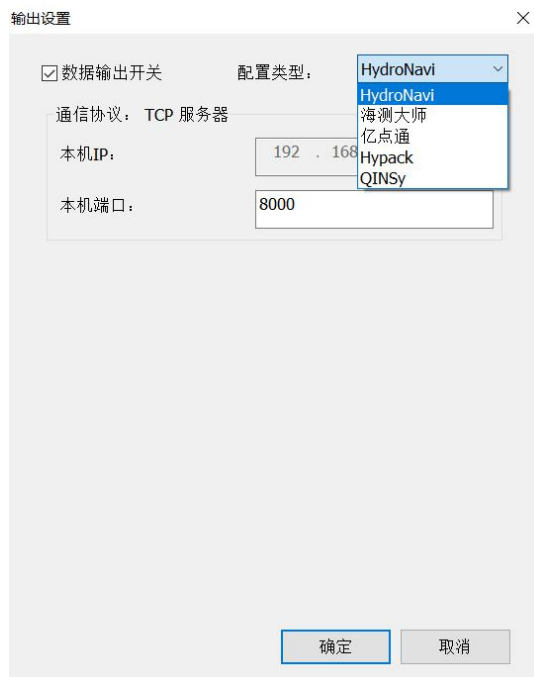 输出设置
数据输出开关 配置类型： HydroNavi
HydroNavi
海测大师
亿点通
Hypack
QINSy
通信协议： TCP 服务器
本机IP： 192 . 168
本机端口： 8000
确定 取消